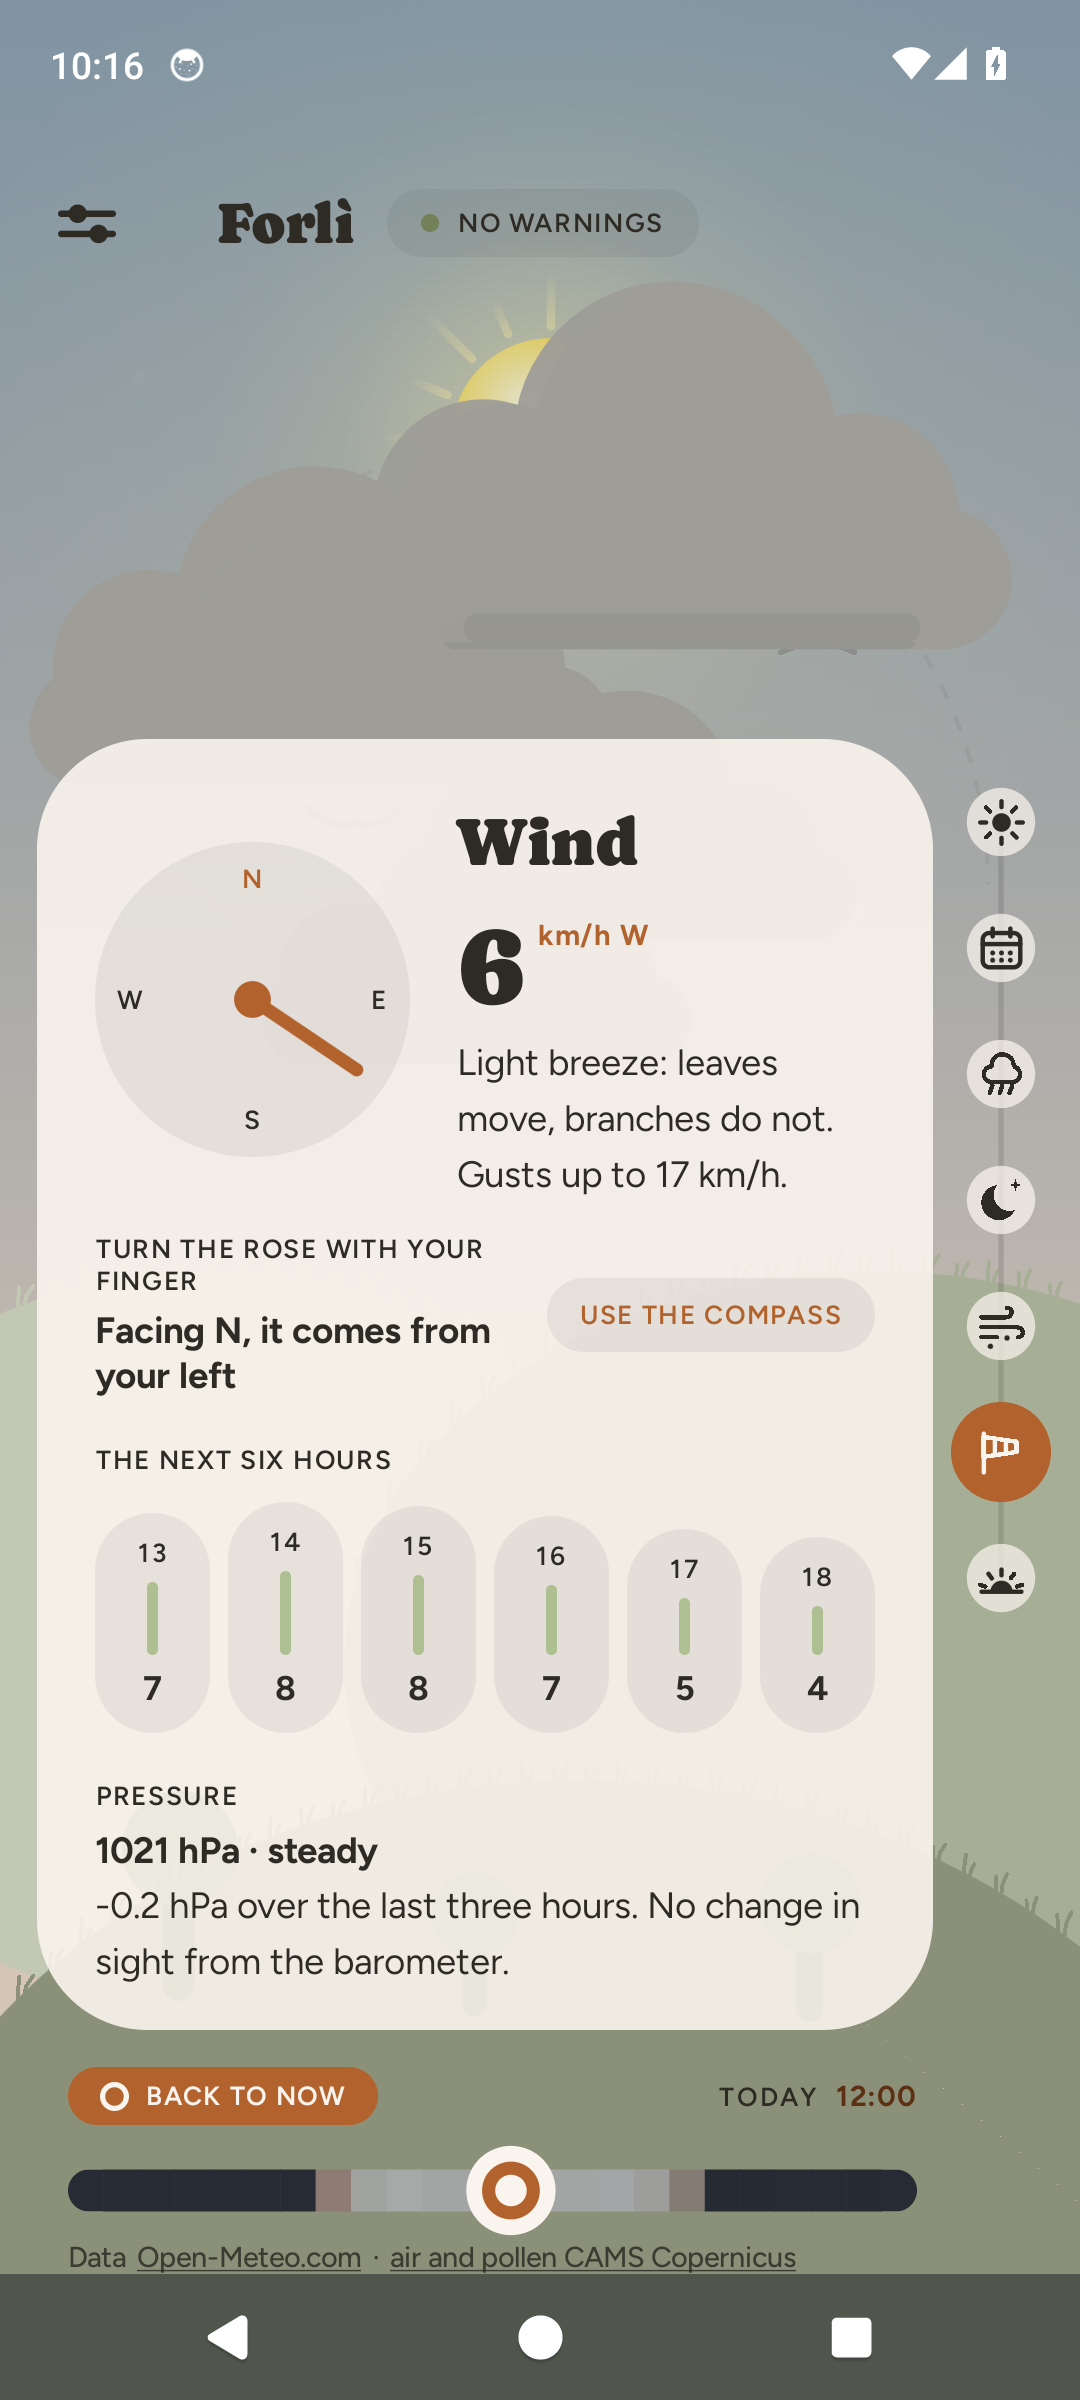 10:16
Forlì
NO WARNINGS
Wind
6 km/h W
N
W
E
S
Light breeze: leaves
move, branches do not.
Gusts up to 17 km/h.
TURN THE ROSE WITH YOUR
FINGER
Facing N, it comes from
your left
USE THE COMPASS
THE NEXT SIX HOURS
13 14 15 16 17 18
7 8 8 7 5 4
PRESSURE
1021 hPa · steady
-0.2 hPa over the last three hours. No change in
sight from the barometer.
BACK TO NOW
TODAY 12:00
Data Open-Meteo.com · air and pollen CAMS Copernicus